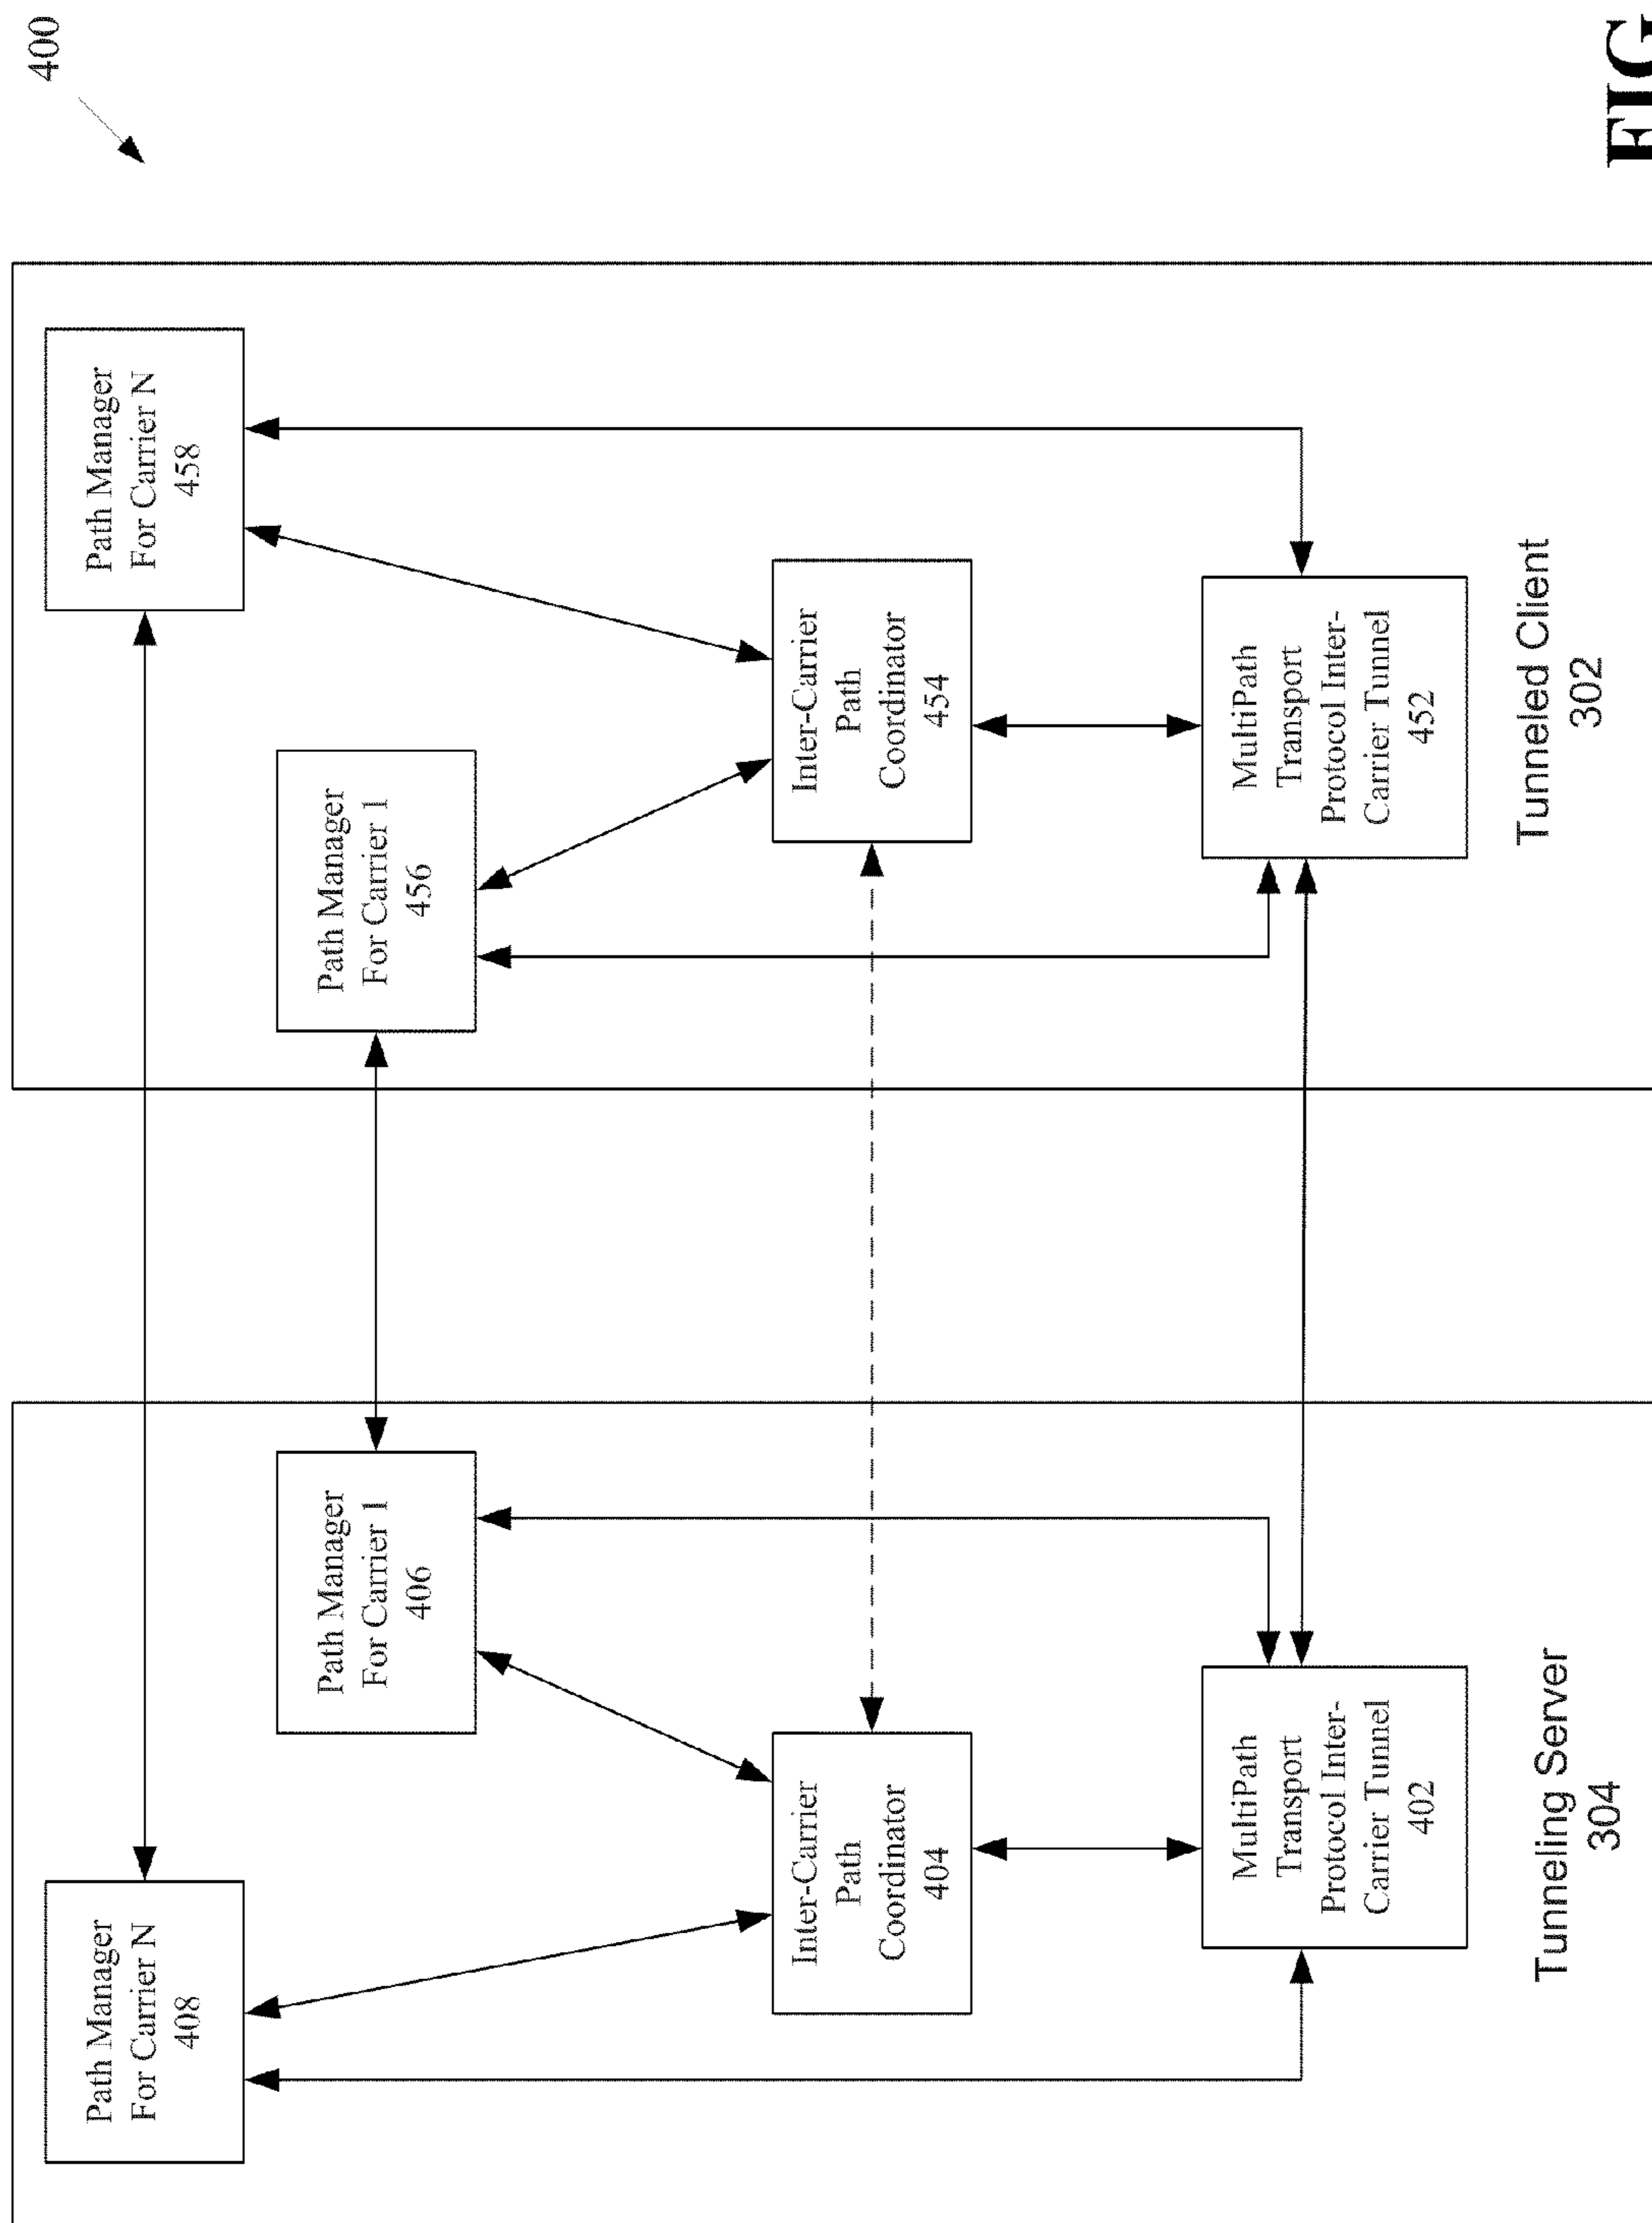 400
Path Manager
For Carrier N
408
Path Manager
For Carrier N
458
Path Manager
For Carrier 1
406
Path Manager
For Carrier 1
456
Inter-Carrier
Path
Coordinator
404
Inter-Carrier
Path
Coordinator
454
MultiPath
Transport
Protocol Inter-
Carrier Tunnel
402
MultiPath
Transport
Protocol Inter-
Carrier Tunnel
452
Tunneling Server
304
Tunneled Client
302
FIG